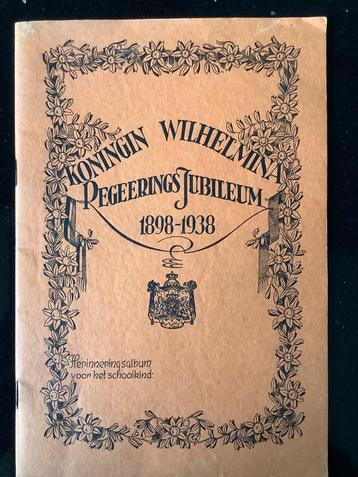 KONINGIN WILHELMINA
REGEERINGS JUBILEUM
1898-1938
Herinneringsalbum
voor het schoolkind: